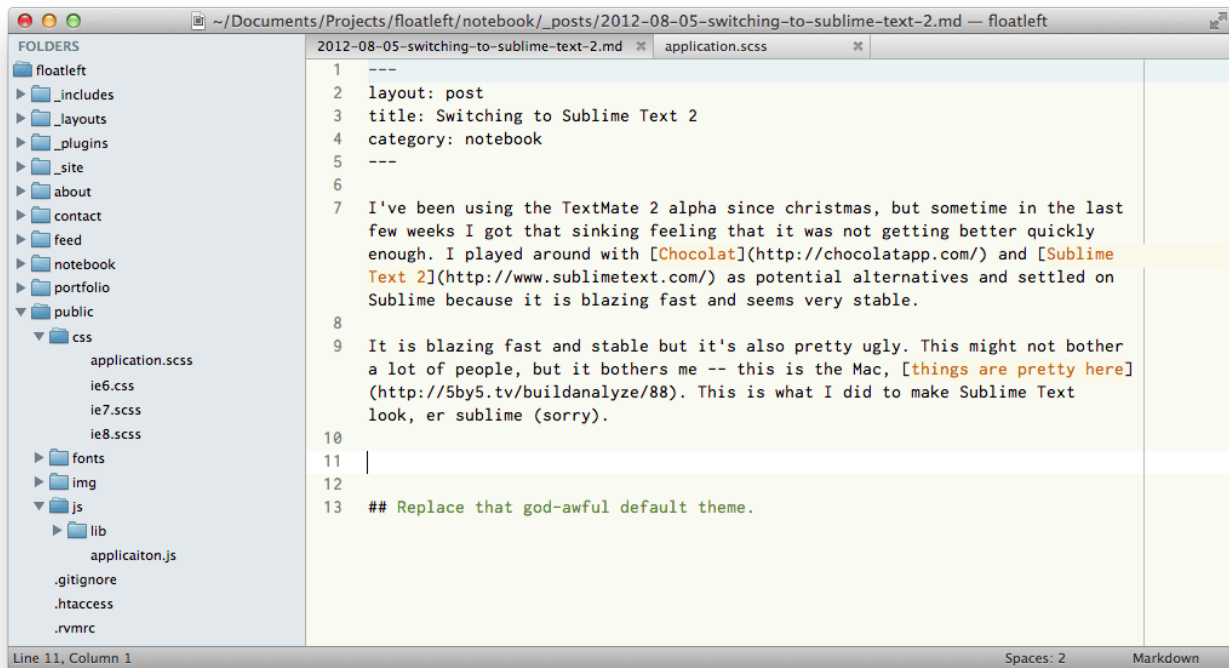 ~/Documents/Projects/floatleft/notebook/_posts/2012-08-05-switching-to-sublime-text-2.md — floatleft
FOLDERS
floatleft
_includes
_layouts
_plugins
_site
about
contact
feed
notebook
portfolio
public
css
application.scss
ie6.css
ie7.scss
ie8.scss
fonts
img
js
lib
applicaiton.js
.gitignore
.htaccess
.rvmrc
2012-08-05-switching-to-sublime-text-2.md application.scss
1 ---
2 layout: post
3 title: Switching to Sublime Text 2
4 category: notebook
5 ---
6
7 I've been using the TextMate 2 alpha since christmas, but sometime in the last
few weeks I got that sinking feeling that it was not getting better quickly
enough. I played around with [Chocolat](http://chocolatapp.com/) and [Sublime
Text 2](http://www.sublimetext.com/) as potential alternatives and settled on
Sublime because it is blazing fast and seems very stable.
8
9 It is blazing fast and stable but it's also pretty ugly. This might not bother
a lot of people, but it bothers me -- this is the Mac, [things are pretty here]
(http://5by5.tv/buildanalyze/88). This is what I did to make Sublime Text
look, er sublime (sorry).
10
11
12
13 ## Replace that god-awful default theme.
Line 11, Column 1 Spaces: 2 Markdown